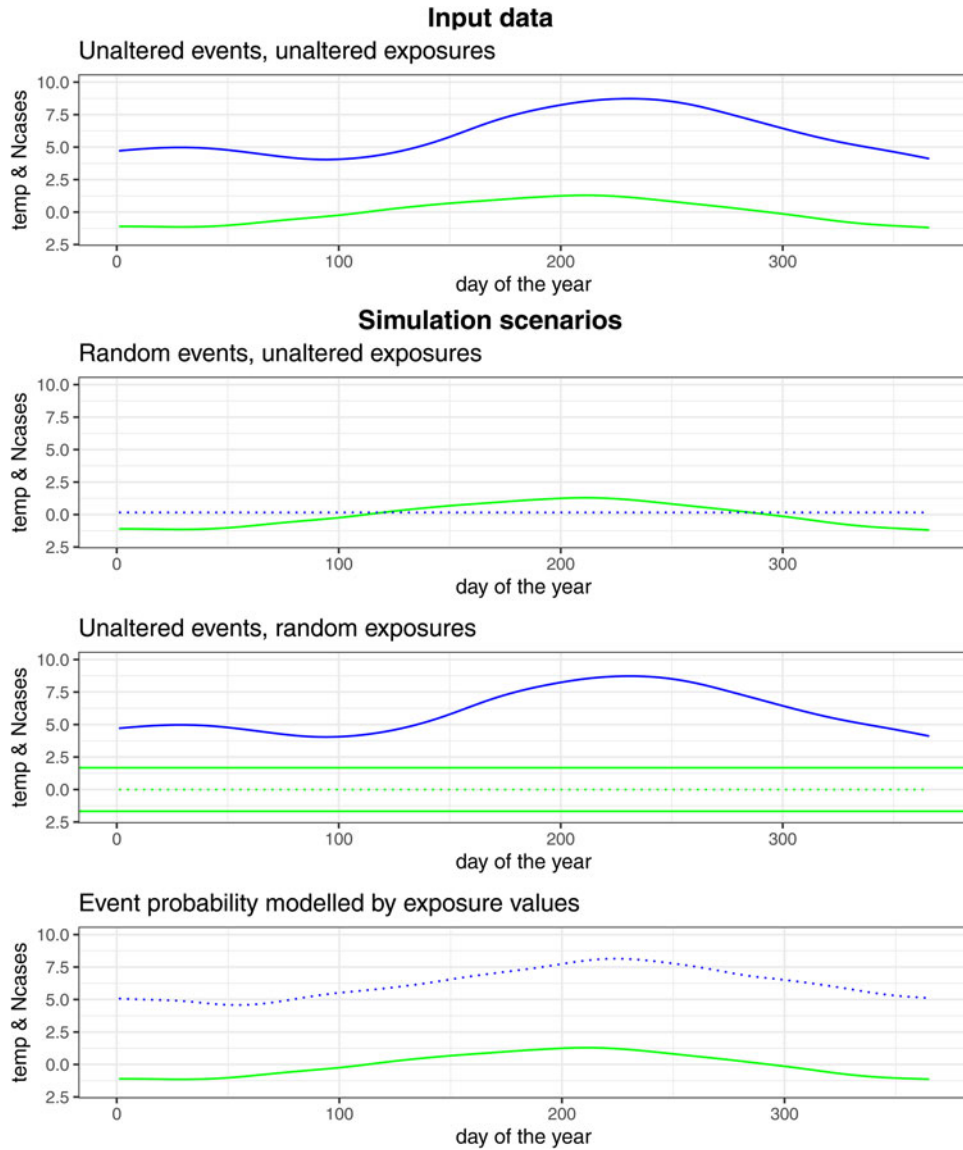 Input data
Unaltered events, unaltered exposures
temp & Ncases
10.0
7.5
5.0
2.5
0.0
2.5
0 100 200 300
day of the year
Simulation scenarios
Random events, unaltered exposures
temp & Ncases
10.0
7.5
5.0
2.5
0.0
2.5
0 100 200 300
day of the year
Unaltered events, random exposures
temp & Ncases
10.0
7.5
5.0
2.5
0.0
2.5
0 100 200 300
day of the year
Event probability modelled by exposure values
temp & Ncases
10.0
7.5
5.0
2.5
0.0
2.5
0 100 200 300
day of the year